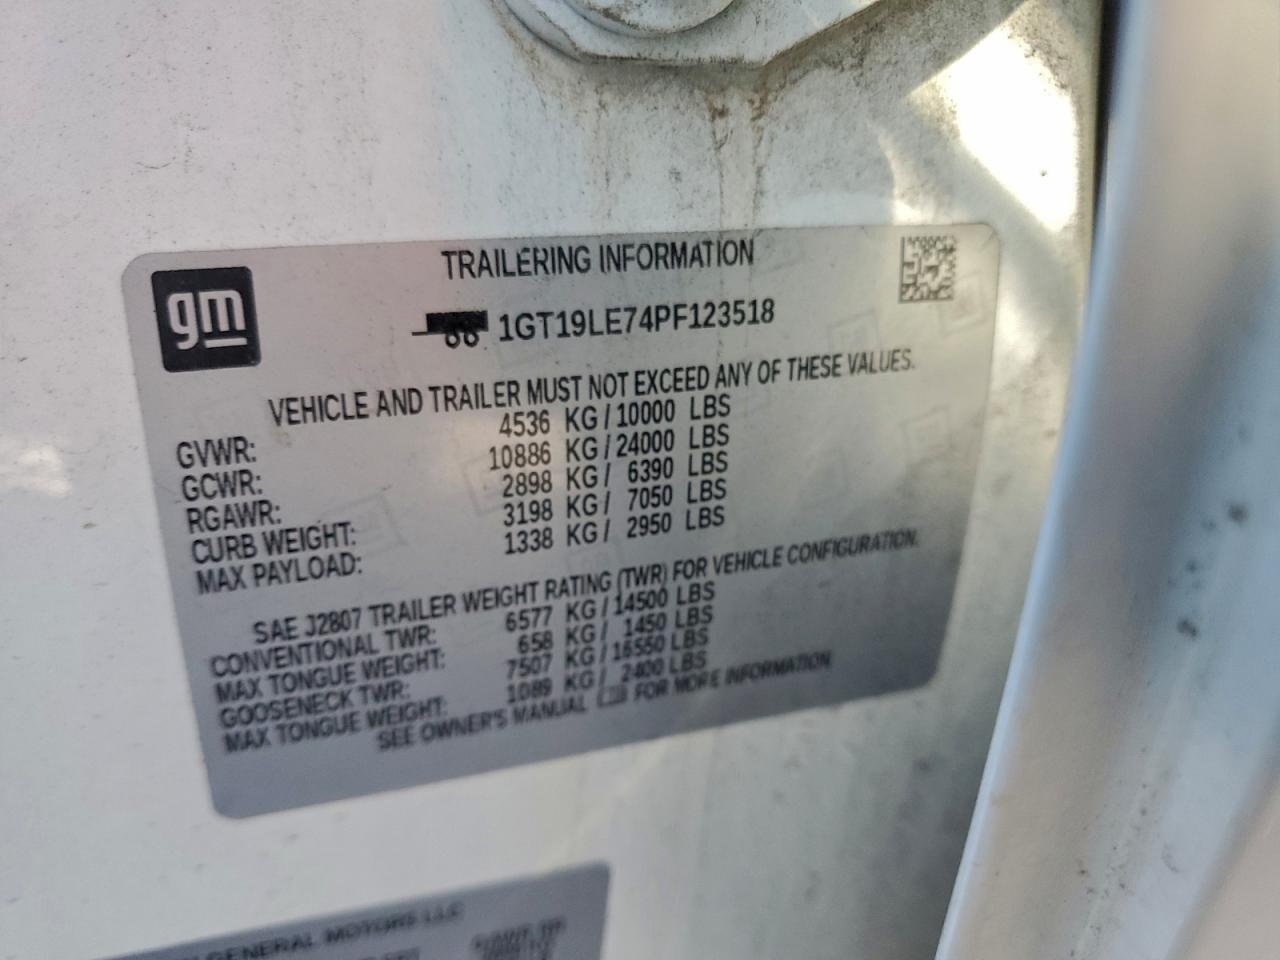 TRAILERING INFORMATION
gm
1GT19LE74PF123518
VEHICLE AND TRAILER MUST NOT EXCEED ANY OF THESE VALUES.
GVWR: 4536 KG / 10000 LBS
GCWR: 10886 KG / 24000 LBS
RGAWR: 2898 KG / 6390 LBS
CURB WEIGHT: 3198 KG / 7050 LBS
MAX PAYLOAD: 1338 KG / 2950 LBS
SAE J2807 TRAILER WEIGHT RATING (TWR) FOR VEHICLE CONFIGURATION.
CONVENTIONAL TWR: 6577 KG / 14500 LBS
MAX TONGUE WEIGHT: 658 KG / 1450 LBS
GOOSENECK TWR: 7507 KG / 16550 LBS
MAX TONGUE WEIGHT: 1089 KG / 2400 LBS
SEE OWNER'S MANUAL FOR MORE INFORMATION
GENERAL MOTORS LLC